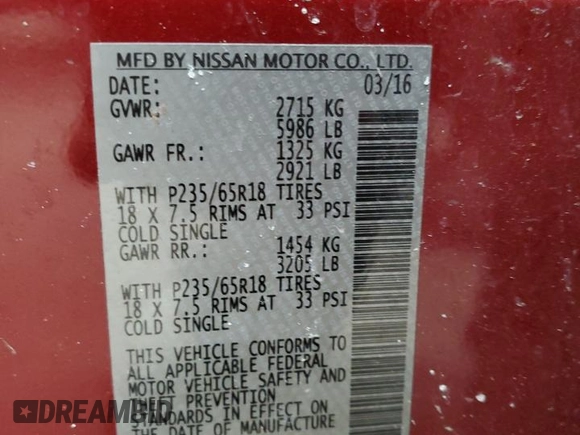 MFD BY NISSAN MOTOR CO., LTD.
DATE: 03/16
GVWR: 2715 KG
5986 LB
GAWR FR.: 1325 KG
2921 LB
WITH P235/65R18 TIRES
18 X 7.5 RIMS AT 33 PSI
COLD SINGLE
GAWR RR.: 1454 KG
3205 LB
WITH P235/65R18 TIRES
18 X 7.5 RIMS AT 33 PSI
COLD SINGLE
THIS VEHICLE CONFORMS TO
ALL APPLICABLE FEDERAL
MOTOR VEHICLE SAFETY AND
THEFT PREVENTION
STANDARDS IN EFFECT ON
THE DATE OF MANUFACTURE
DREAMBID